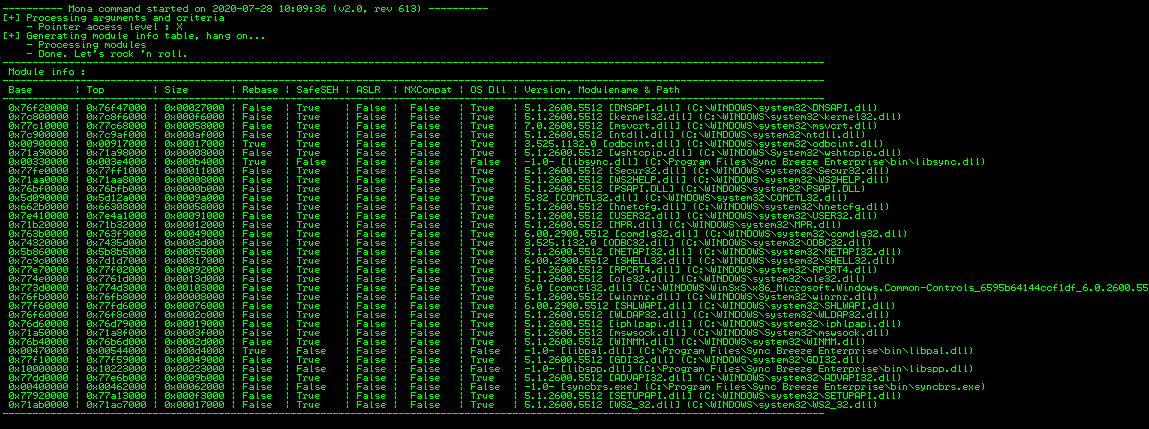 ---------- Mona command started on 2020-07-28 10:09:36 (v2.0, rev 613) ----------
[+] Processing arguments and criteria
    - Pointer access level : X
[+] Generating module info table, hang on...
    - Processing modules
    - Done. Let's rock 'n roll.
Module info :
Base | Top | Size | Rebase | SafeSEH | ASLR | NXCompat | OS Dll | Version, Modulename & Path
0x76f20000 | 0x76f47000 | 0x00027000 | False | True | False | False | True | 5.1.2600.5512 [DNSAPI.dll] (C:\WINDOWS\system32\DNSAPI.dll)
0x7c800000 | 0x7c8f6000 | 0x000f6000 | False | True | False | False | True | 5.1.2600.5512 [kernel32.dll] (C:\WINDOWS\system32\kernel32.dll)
0x77c10000 | 0x77c68000 | 0x00058000 | False | True | False | False | True | 7.0.2600.5512 [msvcrt.dll] (C:\WINDOWS\system32\msvcrt.dll)
0x7c900000 | 0x7c9af000 | 0x000af000 | False | True | False | False | True | 5.1.2600.5512 [ntdll.dll] (C:\WINDOWS\system32\ntdll.dll)
0x00900000 | 0x00917000 | 0x00017000 | True | True | False | False | True | 3.525.1132.0 [odbcint.dll] (C:\WINDOWS\system32\odbcint.dll)
0x71a90000 | 0x71a98000 | 0x00008000 | False | True | False | False | True | 5.1.2600.5512 [wshtcpip.dll] (C:\WINDOWS\System32\wshtcpip.dll)
0x00330000 | 0x003e4000 | 0x000b4000 | True | False | False | False | False | -1.0- [libsync.dll] (C:\Program Files\Sync Breeze Enterprise\bin\libsync.dll)
0x77fe0000 | 0x77ff1000 | 0x00011000 | False | True | False | False | True | 5.1.2600.5512 [Secur32.dll] (C:\WINDOWS\system32\Secur32.dll)
0x71aa0000 | 0x71aa8000 | 0x00008000 | False | True | False | False | True | 5.1.2600.5512 [WS2HELP.dll] (C:\WINDOWS\system32\WS2HELP.dll)
0x76bf0000 | 0x76bfb000 | 0x0000b000 | False | True | False | False | True | 5.1.2600.5512 [PSAPI.DLL] (C:\WINDOWS\system32\PSAPI.DLL)
0x5d090000 | 0x5d12a000 | 0x0009a000 | False | True | False | False | True | 5.82 [COMCTL32.dll] (C:\WINDOWS\system32\COMCTL32.dll)
0x662b0000 | 0x66308000 | 0x00058000 | False | True | False | False | True | 5.1.2600.5512 [hnetcfg.dll] (C:\WINDOWS\system32\hnetcfg.dll)
0x7e410000 | 0x7e4a1000 | 0x00091000 | False | True | False | False | True | 5.1.2600.5512 [USER32.dll] (C:\WINDOWS\system32\USER32.dll)
0x71b20000 | 0x71b32000 | 0x00012000 | False | True | False | False | True | 5.1.2600.5512 [MPR.dll] (C:\WINDOWS\system32\MPR.dll)
0x763b0000 | 0x763f9000 | 0x00049000 | False | True | False | False | True | 6.00.2900.5512 [comdlg32.dll] (C:\WINDOWS\system32\comdlg32.dll)
0x74320000 | 0x7435d000 | 0x0003d000 | False | True | False | False | True | 3.525.1132.0 [ODBC32.dll] (C:\WINDOWS\system32\ODBC32.dll)
0x5b860000 | 0x5b8b5000 | 0x00055000 | False | True | False | False | True | 5.1.2600.5512 [NETAPI32.dll] (C:\WINDOWS\system32\NETAPI32.dll)
0x7c9c0000 | 0x7d1d7000 | 0x00817000 | False | True | False | False | True | 6.00.2900.5512 [SHELL32.dll] (C:\WINDOWS\system32\SHELL32.dll)
0x77e70000 | 0x77f02000 | 0x00092000 | False | True | False | False | True | 5.1.2600.5512 [RPCRT4.dll] (C:\WINDOWS\system32\RPCRT4.dll)
0x774e0000 | 0x7761d000 | 0x0013d000 | False | True | False | False | True | 5.1.2600.5512 [ole32.dll] (C:\WINDOWS\system32\ole32.dll)
0x773d0000 | 0x774d3000 | 0x00103000 | False | True | False | False | True | 6.0 [comctl32.dll] (C:\WINDOWS\WinSxS\x86_Microsoft.Windows.Common-Controls_6595b64144ccf1df_6.0.2600.55
0x76fb0000 | 0x76fb8000 | 0x00008000 | False | True | False | False | True | 5.1.2600.5512 [winrnr.dll] (C:\WINDOWS\System32\winrnr.dll)
0x77f60000 | 0x77fd6000 | 0x00076000 | False | True | False | False | True | 6.00.2900.5512 [SHLWAPI.dll] (C:\WINDOWS\system32\SHLWAPI.dll)
0x76f60000 | 0x76f8c000 | 0x0002c000 | False | True | False | False | True | 5.1.2600.5512 [WLDAP32.dll] (C:\WINDOWS\system32\WLDAP32.dll)
0x76d60000 | 0x76d79000 | 0x00019000 | False | True | False | False | True | 5.1.2600.5512 [iphlpapi.dll] (C:\WINDOWS\system32\iphlpapi.dll)
0x71a50000 | 0x71a8f000 | 0x0003f000 | False | True | False | False | True | 5.1.2600.5512 [mswsock.dll] (C:\WINDOWS\system32\mswsock.dll)
0x76b40000 | 0x76b6d000 | 0x0002d000 | False | True | False | False | True | 5.1.2600.5512 [WINMM.dll] (C:\WINDOWS\system32\WINMM.dll)
0x00470000 | 0x00544000 | 0x000d4000 | True | False | False | False | False | -1.0- [libpal.dll] (C:\Program Files\Sync Breeze Enterprise\bin\libpal.dll)
0x77f10000 | 0x77f59000 | 0x00049000 | False | True | False | False | True | 5.1.2600.5512 [GDI32.dll] (C:\WINDOWS\system32\GDI32.dll)
0x10000000 | 0x10223000 | 0x00223000 | False | False | False | False | False | -1.0- [libspp.dll] (C:\Program Files\Sync Breeze Enterprise\bin\libspp.dll)
0x77dd0000 | 0x77e6b000 | 0x0009b000 | False | True | False | False | True | 5.1.2600.5512 [ADVAPI32.dll] (C:\WINDOWS\system32\ADVAPI32.dll)
0x00400000 | 0x00462000 | 0x00062000 | False | False | False | False | False | -1.0- [syncbrs.exe] (C:\Program Files\Sync Breeze Enterprise\bin\syncbrs.exe)
0x77920000 | 0x77a13000 | 0x000f3000 | False | True | False | False | True | 5.1.2600.5512 [SETUPAPI.dll] (C:\WINDOWS\system32\SETUPAPI.dll)
0x71ab0000 | 0x71ac7000 | 0x00017000 | False | True | False | False | True | 5.1.2600.5512 [WS2_32.dll] (C:\WINDOWS\system32\WS2_32.dll)